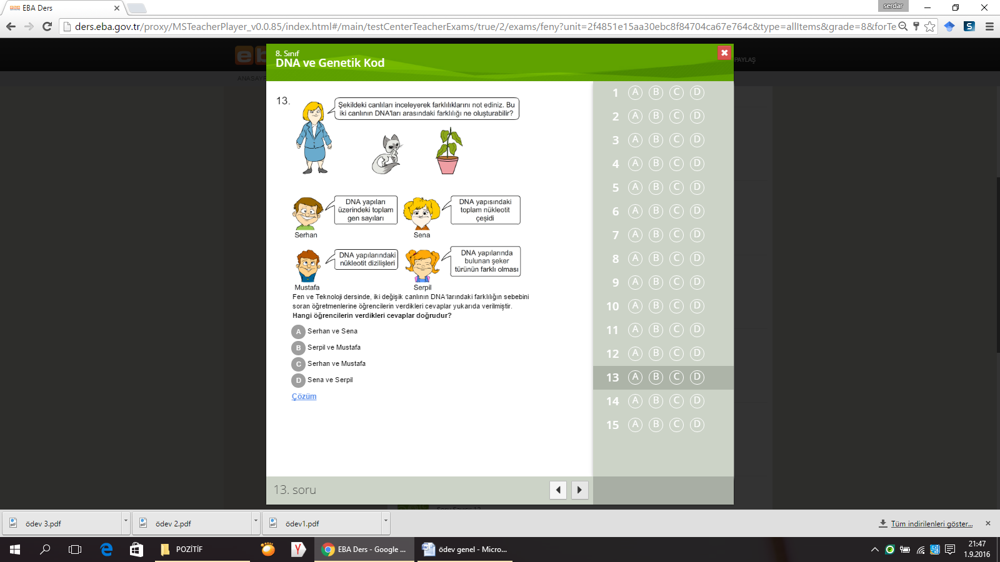 EBA Ders
serdar
ders.eba.gov.tr/proxy/MSTeacherPlayer_v0.0.85/index.html#/main/testCenterTeacherExams/true/2/exams/feny?unit=2f4851e15aa30ebc8f84704ca67e764c&type=allItems&grade=8&forTe
PAYLAŞ
8. Sınıf
DNA ve Genetik Kod
13.
Şekildeki canlıları inceleyerek farklılıklarını not ediniz. Bu
iki canlının DNA'ları arasındaki farklılığı ne oluşturabilir?
DNA yapıları
üzerindeki toplam
gen sayıları
Serhan
DNA yapısındaki
toplam nükleotit
çeşidi
Sena
DNA yapılarındaki
nükleotit dizilişleri
Mustafa
DNA yapılarında
bulunan şeker
türünün farklı olması
Serpil
Fen ve Teknoloji dersinde, iki değişik canlının DNA'larındaki farklılığın sebebini
soran öğretmenlerine öğrencilerin verdikleri cevaplar yukarıda verilmiştir.
Hangi öğrencilerin verdikleri cevaplar doğrudur?
A Serhan ve Sena
B Serpil ve Mustafa
C Serhan ve Mustafa
D Sena ve Serpil
Çözüm
1 A B C D
2 A B C D
3 A B C D
4 A B C D
5 A B C D
6 A B C D
7 A B C D
8 A B C D
9 A B C D
10 A B C D
11 A B C D
12 A B C D
13 A B C D
14 A B C D
15 A B C D
13. soru
ödev 3.pdf
ödev 2.pdf
ödev1.pdf
Tüm indirilenleri göster...
POZİTİF
EBA Ders - Google ...
ödev genel - Micro...
21:47
1.9.2016